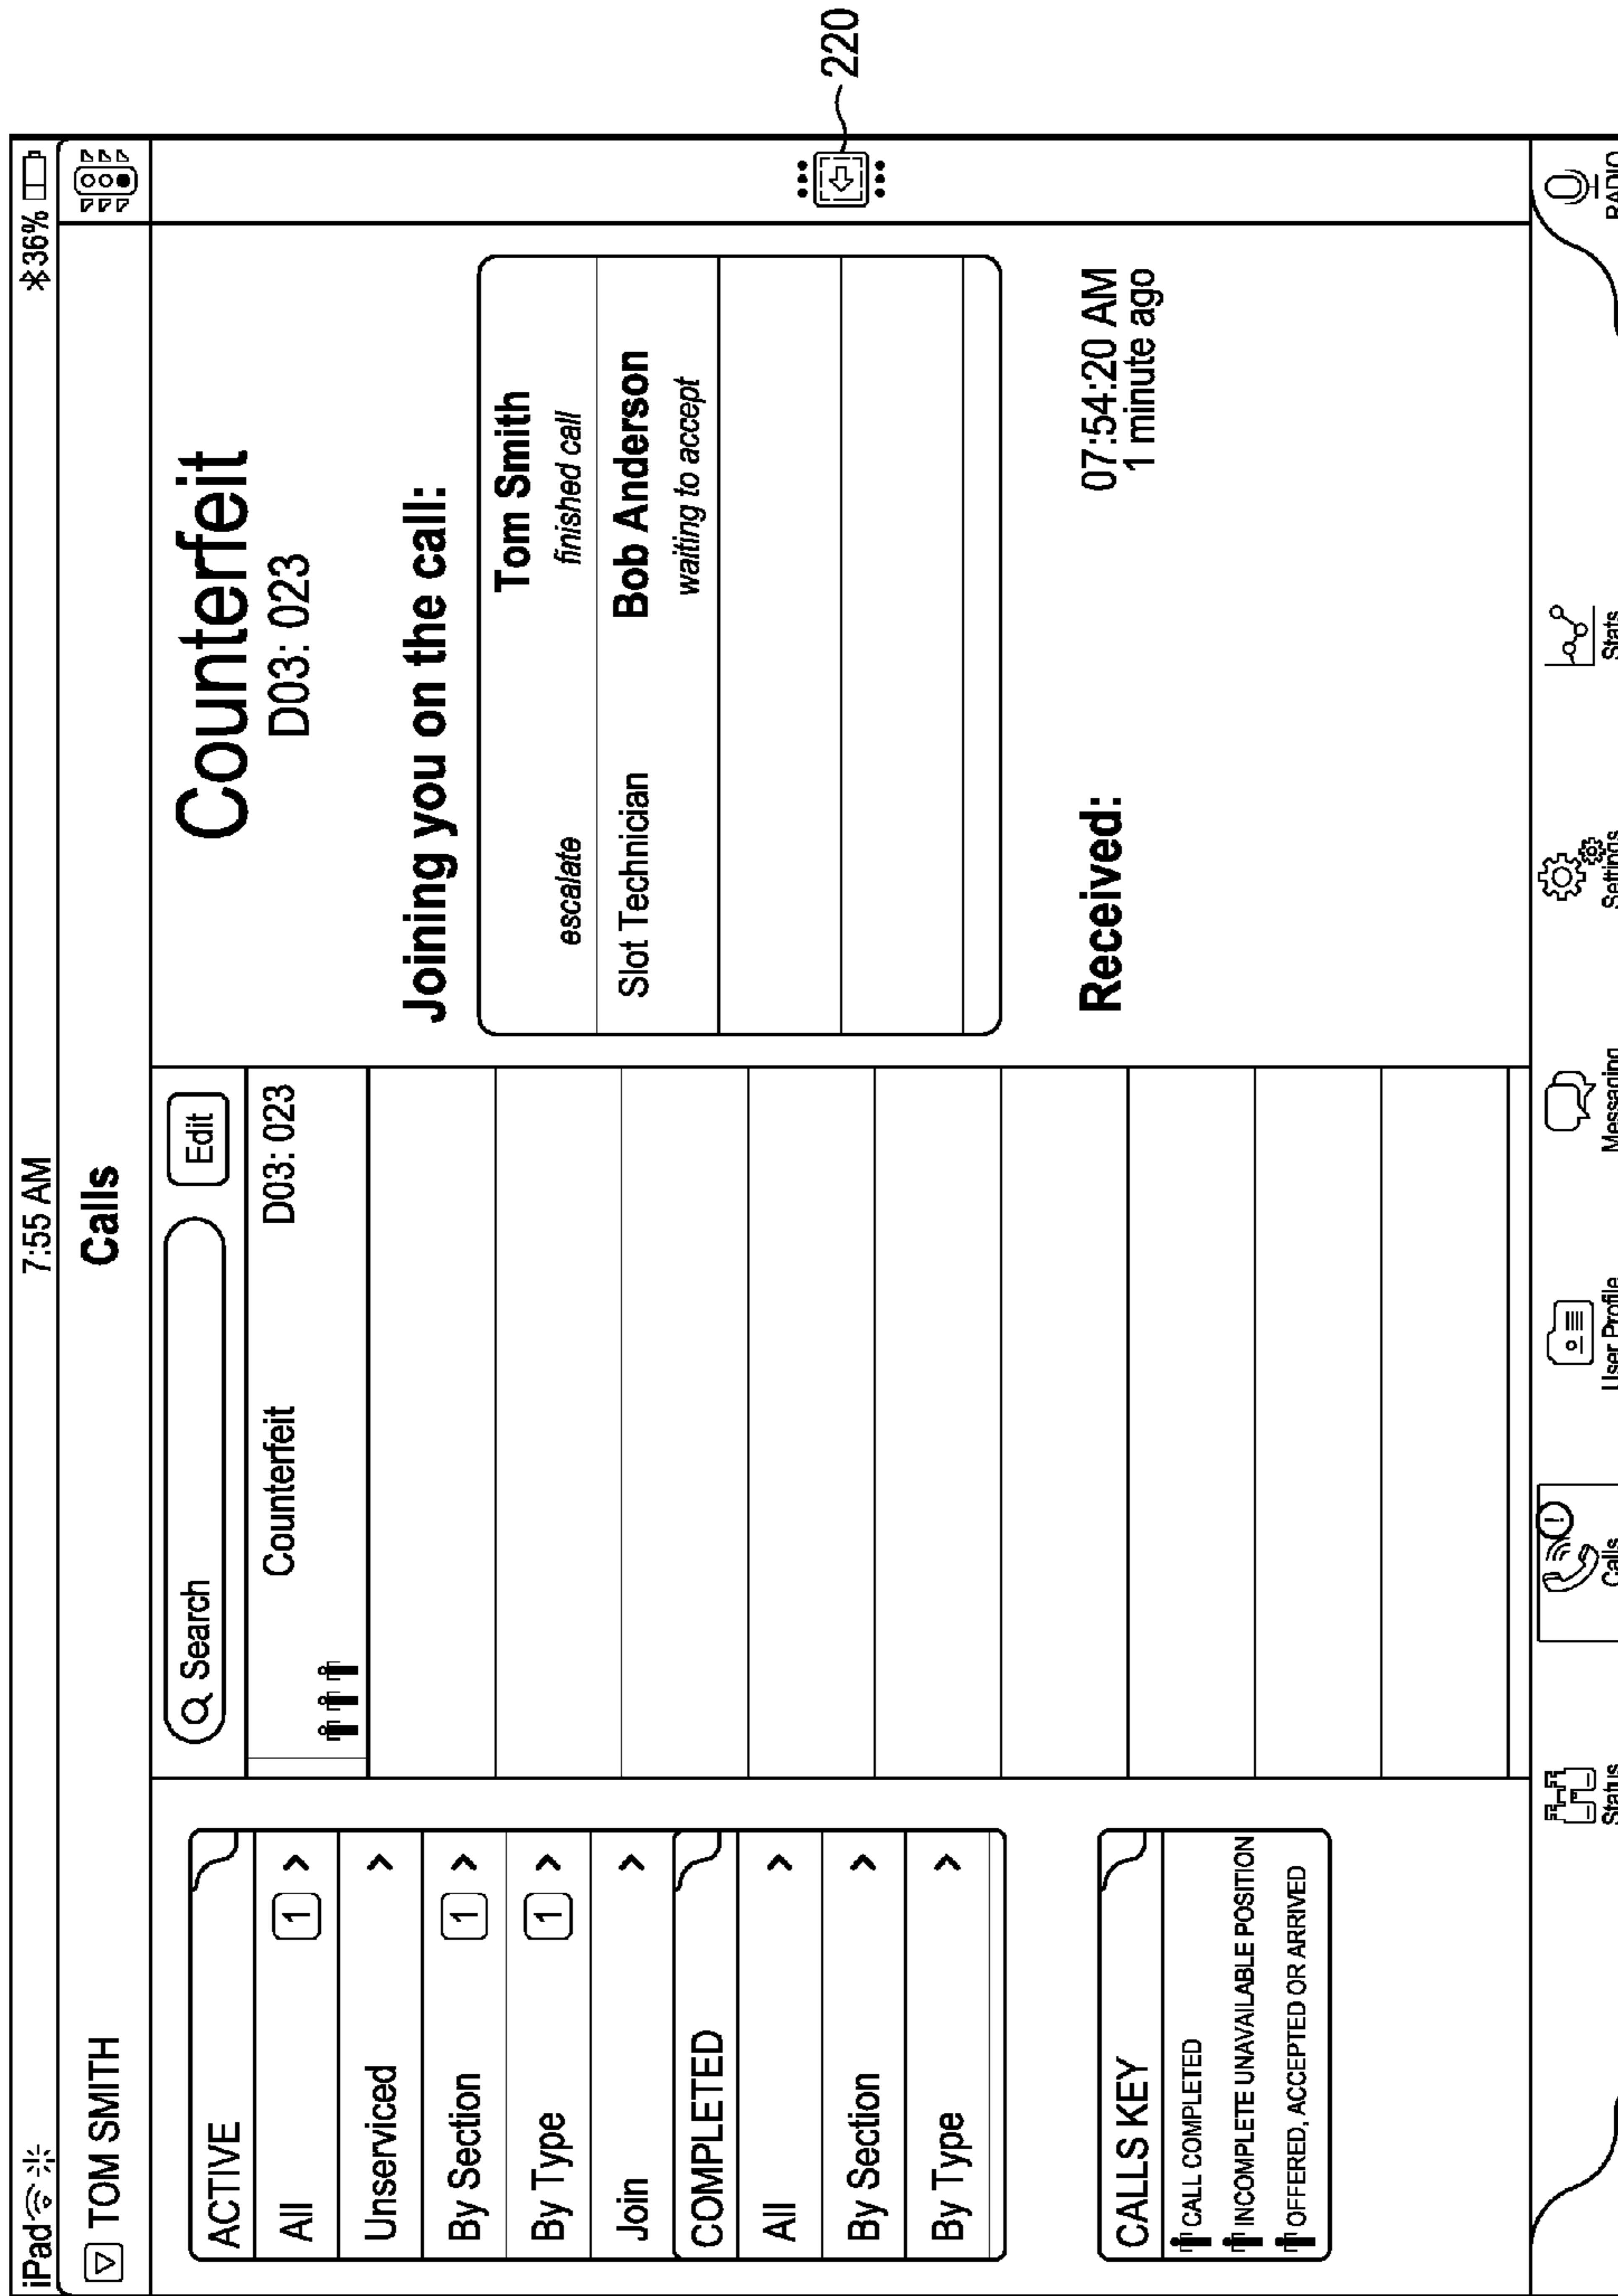 iPad 7:55 AM 36%
TOM SMITH Calls
ACTIVE
All 1 >
Unserviced >
By Section 1 >
By Type 1 >
Join >
COMPLETED
All >
By Section >
By Type >
CALLS KEY
CALL COMPLETED
INCOMPLETE UNAVAILABLE POSITION
OFFERED, ACCEPTED OR ARRIVED
Search Edit
Counterfeit D03: 023
Counterfeit
D03: 023
Joining you on the call:
Tom Smith
escalate finished call
Slot Technician Bob Anderson
waiting to accept
Received: 07:54:20 AM
1 minute ago
220
Status Calls User Profile Messaging Settings Stats RADIO